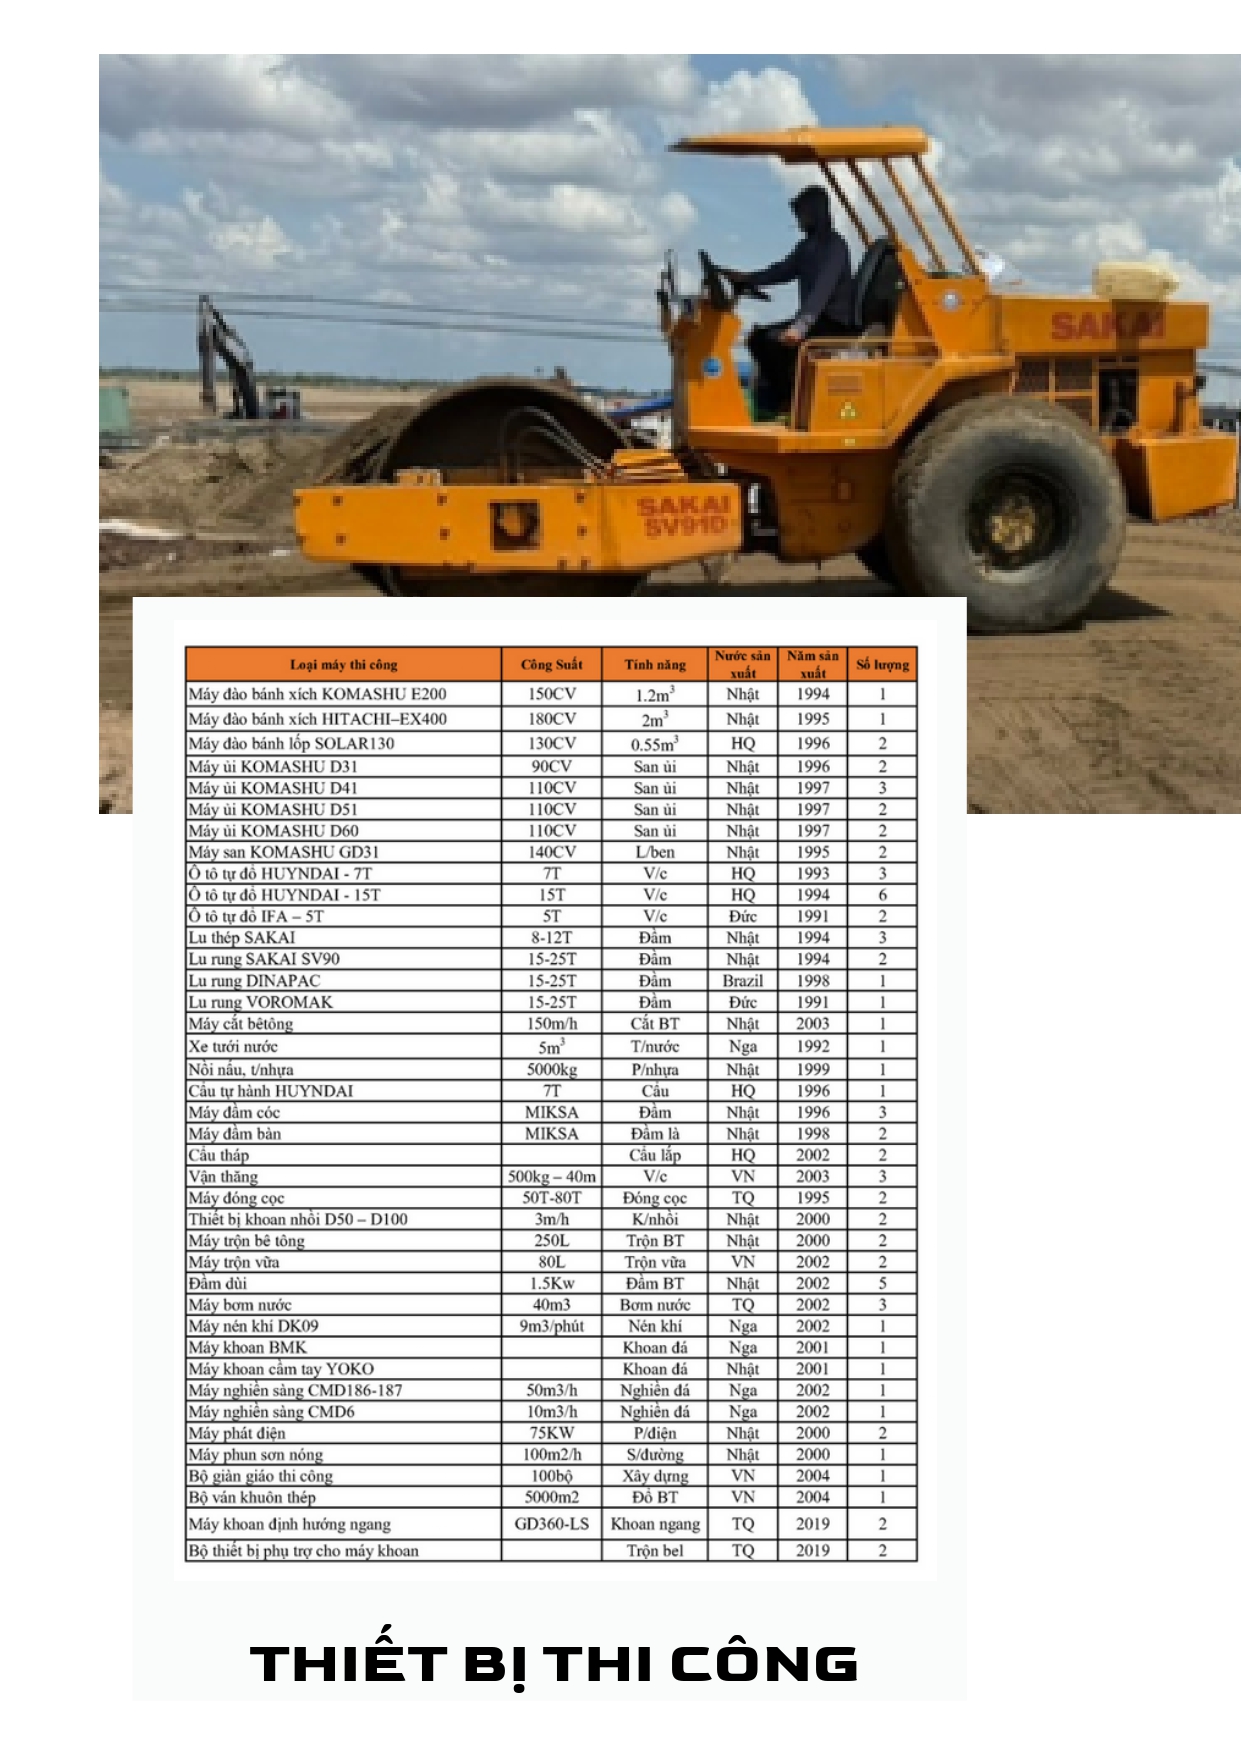 SAKAI
SAKAI
SV91D
Loại máy thi công Công Suất Tính năng Nước sản xuất Năm sản xuất Số lượng
Máy đào bánh xích KOMASHU E200 150CV 1.2m³ Nhật 1994 1
Máy đào bánh xích HITACHI–EX400 180CV 2m³ Nhật 1995 1
Máy đào bánh lốp SOLAR130 130CV 0.55m³ HQ 1996 2
Máy ủi KOMASHU D31 90CV San ủi Nhật 1996 2
Máy ủi KOMASHU D41 110CV San ủi Nhật 1997 3
Máy ủi KOMASHU D51 110CV San ủi Nhật 1997 2
Máy ủi KOMASHU D60 110CV San ủi Nhật 1997 2
Máy san KOMASHU GD31 140CV L/ben Nhật 1995 2
Ô tô tự đổ HUYNDAI - 7T 7T V/c HQ 1993 3
Ô tô tự đổ HUYNDAI - 15T 15T V/c HQ 1994 6
Ô tô tự đổ IFA – 5T 5T V/c Đức 1991 2
Lu thép SAKAI 8-12T Đầm Nhật 1994 3
Lu rung SAKAI SV90 15-25T Đầm Nhật 1994 2
Lu rung DINAPAC 15-25T Đầm Brazil 1998 1
Lu rung VOROMAK 15-25T Đầm Đức 1991 1
Máy cắt bêtông 150m/h Cắt BT Nhật 2003 1
Xe tưới nước 5m³ T/nước Nga 1992 1
Nồi nấu, t/nhựa 5000kg P/nhựa Nhật 1999 1
Cẩu tự hành HUYNDAI 7T Cẩu HQ 1996 1
Máy đầm cóc MIKSA Đầm Nhật 1996 3
Máy đầm bàn MIKSA Đầm là Nhật 1998 2
Cẩu tháp Cẩu lắp HQ 2002 2
Vận thăng 500kg – 40m V/c VN 2003 3
Máy đóng cọc 50T-80T Đóng cọc TQ 1995 2
Thiết bị khoan nhồi D50 – D100 3m/h K/nhồi Nhật 2000 2
Máy trộn bê tông 250L Trộn BT Nhật 2000 2
Máy trộn vữa 80L Trộn vữa VN 2002 2
Đầm dùi 1.5Kw Đầm BT Nhật 2002 5
Máy bơm nước 40m3 Bơm nước TQ 2002 3
Máy nén khí DK09 9m3/phút Nén khí Nga 2002 1
Máy khoan BMK Khoan đá Nga 2001 1
Máy khoan cầm tay YOKO Khoan đá Nhật 2001 1
Máy nghiền sàng CMD186-187 50m3/h Nghiền đá Nga 2002 1
Máy nghiền sàng CMD6 10m3/h Nghiền đá Nga 2002 1
Máy phát điện 75KW P/điện Nhật 2000 2
Máy phun sơn nóng 100m2/h S/đường Nhật 2000 1
Bộ giàn giáo thi công 100bộ Xây dựng VN 2004 1
Bộ ván khuôn thép 5000m2 Đổ BT VN 2004 1
Máy khoan định hướng ngang GD360-LS Khoan ngang TQ 2019 2
Bộ thiết bị phụ trợ cho máy khoan Trộn bel TQ 2019 2
THIẾT BỊ THI CÔNG